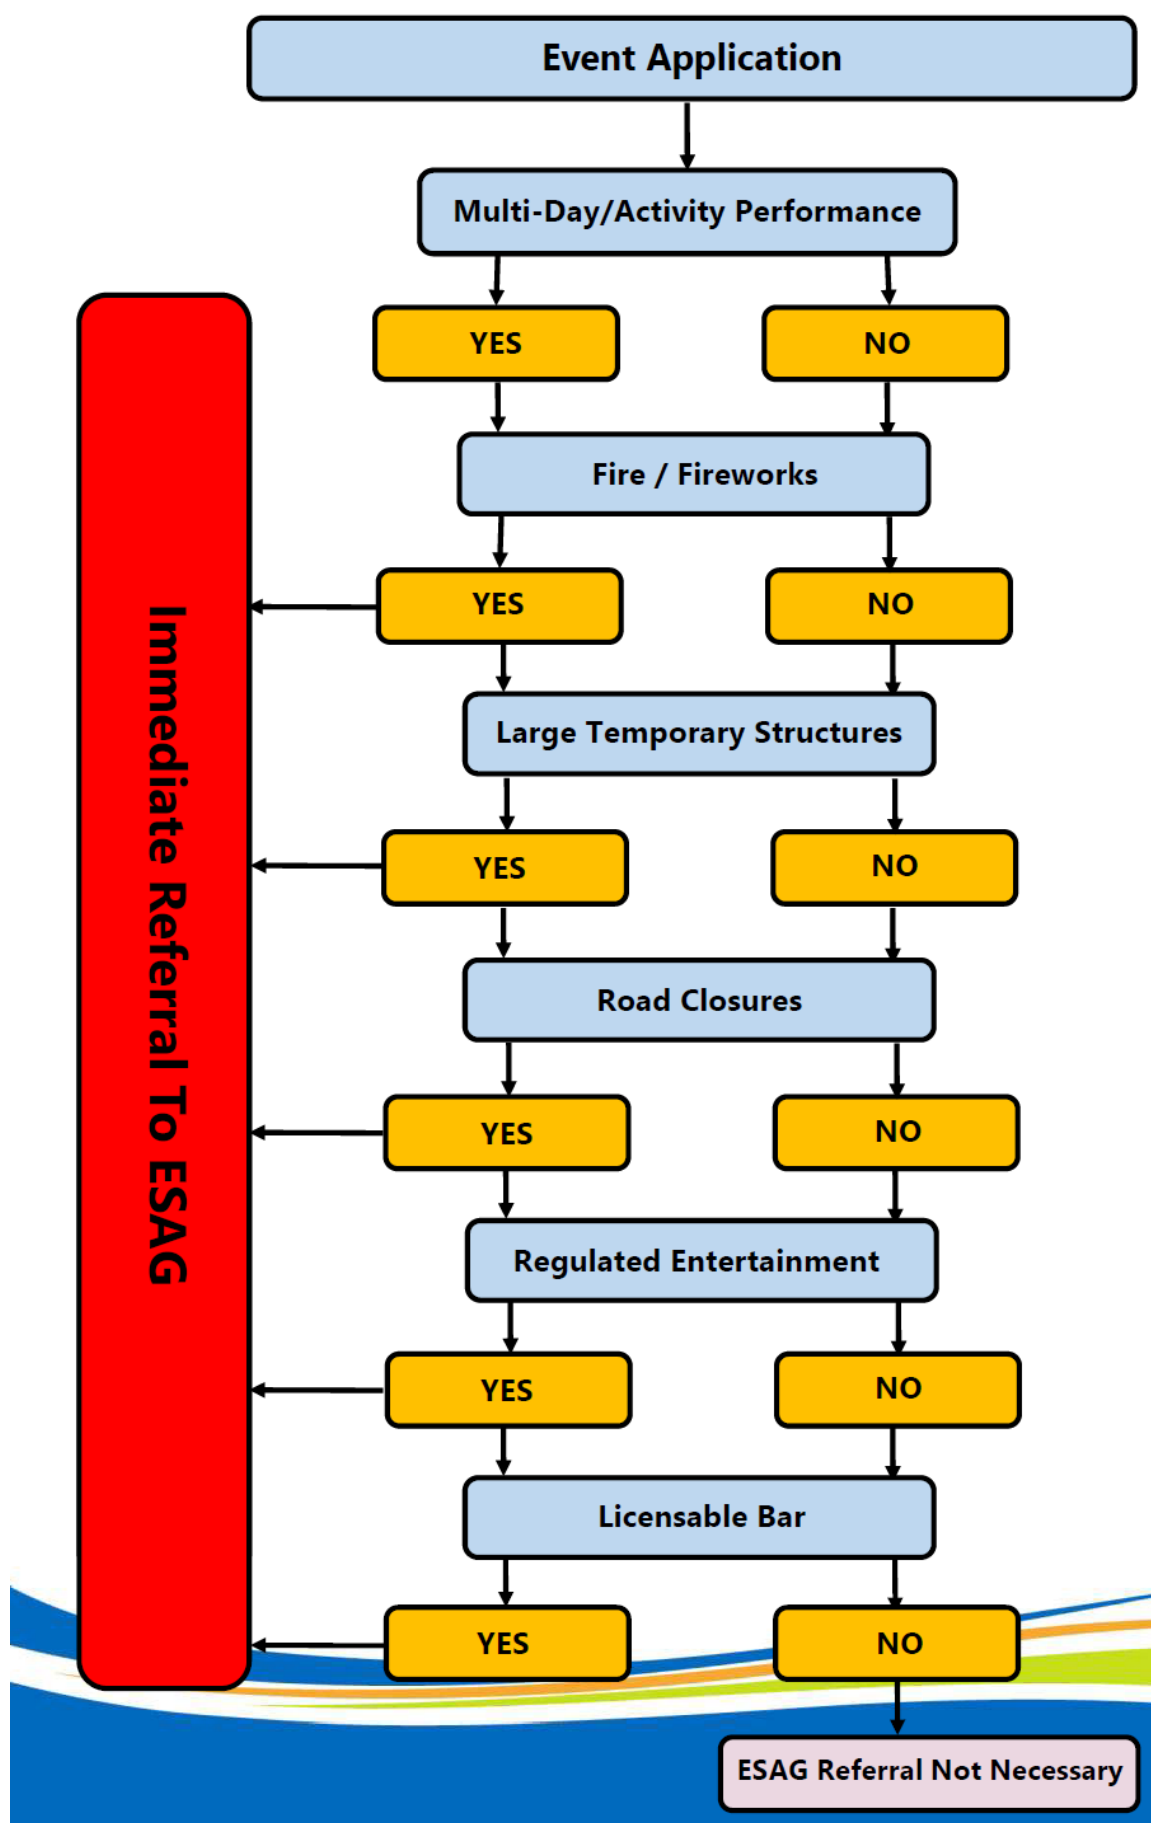 Event Application
Multi-Day/Activity Performance
YES
NO
Fire / Fireworks
YES
NO
Large Temporary Structures
YES
NO
Road Closures
YES
NO
Regulated Entertainment
YES
NO
Licensable Bar
YES
NO
ESAG Referral Not Necessary
Immediate Referral To ESAG